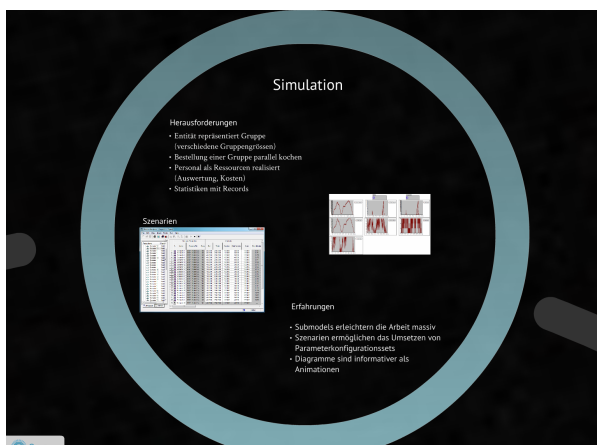 Simulation
Herausforderungen
• Entität repräsentiert Gruppe
(verschiedene Gruppengrössen)
• Bestellung einer Gruppe parallel kochen
• Personal als Ressourcen realisiert
(Auswertung, Kosten)
• Statistiken mit Records
Szenarien
Erfahrungen
• Submodels erleichtern die Arbeit massiv
• Szenarien ermöglichen das Umsetzen von
Parameterkonfigurationssets
• Diagramme sind informativer als
Animationen